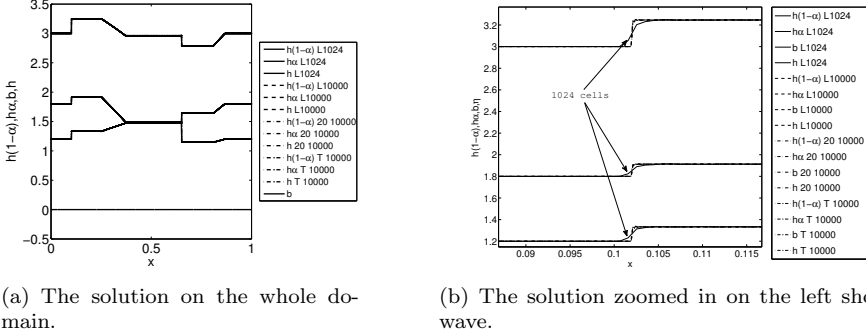 3.5
3
2.5
2
1.5
1
0.5
0
−0.5
0
0.5
1
x
h(1−α),hα,b,h
h(1−α) L1024
hα L1024
h L1024
h(1−α) L10000
hα L10000
h L10000
h(1−α) 20 10000
hα 20 10000
h 20 10000
h(1−α) T 10000
hα T 10000
h T 10000
b
(a) The solution on the whole do-
main.
3.2
3
2.8
2.6
2.4
2.2
2
1.8
1.6
1.4
1.2
0.09
0.095
0.1
0.105
0.11
0.115
x
h(1−α),hα,b,η
1024 cells
h(1−α) L1024
hα L1024
b L1024
h L1024
h(1−α) L10000
hα L10000
b L10000
h L10000
h(1−α) 20 10000
hα 20 10000
b 20 10000
h 20 10000
h(1−α) T 10000
hα T 10000
b T 10000
h T 10000
(b) The solution zoomed in on the left sho
wave.